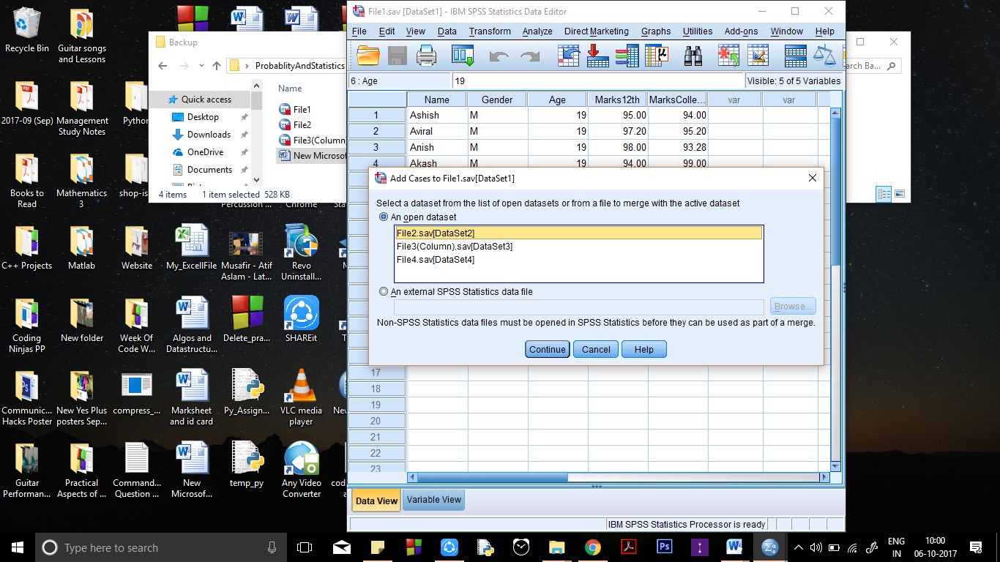 Recycle Bin
Guitar songs
and Lessons
2017-09 (Sep)
Management
Study Notes
Python
Books to
Read
Mathematics
3
shop-is
Percussion ...
Chrome
C++ Projects
Matlab
Website
My_ExcellFile
Musafir - Atif
Aslam - Lat...
Revo
Uninstall...
Coding
Ninjas PP
New folder
Week Of
Code W...
Algos and
Datastructu...
Delete_pra...
SHAREit
Communic...
Hacks Poster
New Yes Plus
posters Sep...
compress_...
Marksheet
and id card
Py_Assign...
VLC media
player
Guitar
Performan...
Practical
Aspects of ...
Command...
Question ...
New
Microsof...
temp_py
Any Video
Converter
Backup
ProbablityAndStatistics
arch Ba...
Quick access
Desktop
Downloads
OneDrive
Documents
Name
File1
File2
File3(Column)
New Microsof
4 items
1 item selected 528 KB
File1.sav [DataSet1] - IBM SPSS Statistics Data Editor
File Edit View Data Transform Analyze Direct Marketing Graphs Utilities Add-ons Window Help
6 : Age
19
Visible: 5 of 5 Variables
Name Gender Age Marks12th MarksColle... var var
1 Ashish M 19 95.00 94.00
2 Aviral M 19 97.20 95.20
3 Anish M 19 98.00 93.28
4 Akash M 19 94.00 99.00
Add Cases to File1.sav[DataSet1]
Select a dataset from the list of open datasets or from a file to merge with the active dataset
An open dataset
File2.sav[DataSet2]
File3(Column).sav[DataSet3]
File4.sav[DataSet4]
An external SPSS Statistics data file
Browse...
Non-SPSS Statistics data files must be opened in SPSS Statistics before they can be used as part of a merge.
Continue
Cancel
Help
17
18
19
20
21
22
23
Data View
Variable View
IBM SPSS Statistics Processor is ready
Type here to search
ENG
IN
10:00
06-10-2017